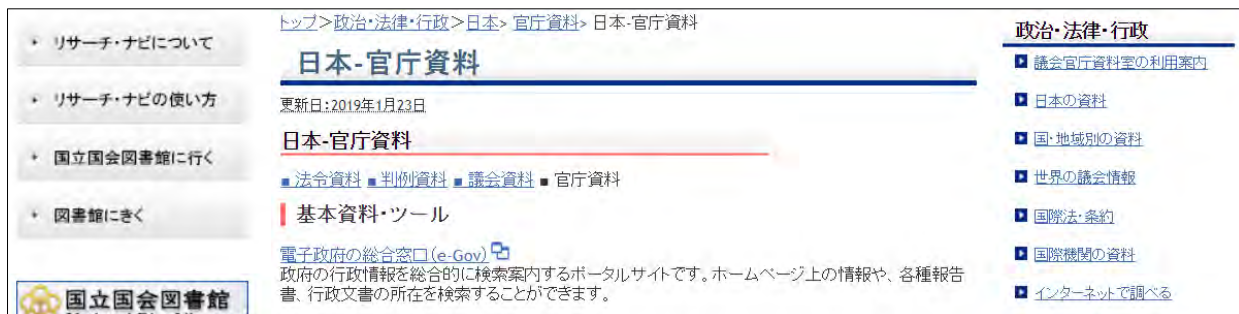 リサーチ・ナビについて
リサーチ・ナビの使い方
国立国会図書館に行く
図書館にきく
国立国会図書館
トップ>政治・法律・行政>日本> 官庁資料> 日本-官庁資料
日本-官庁資料
更新日:2019年1月23日
日本-官庁資料
■法令資料 ■判例資料 ■議会資料 ■ 官庁資料
基本資料・ツール
電子政府の総合窓口(e-Gov)
政府の行政情報を総合的に検索案内するポータルサイトです。ホームページ上の情報や、各種報告
書、行政文書の所在を検索することができます。
政治・法律・行政
議会官庁資料室の利用案内
日本の資料
国・地域別の資料
世界の議会情報
国際法・条約
国際機関の資料
インターネットで調べる